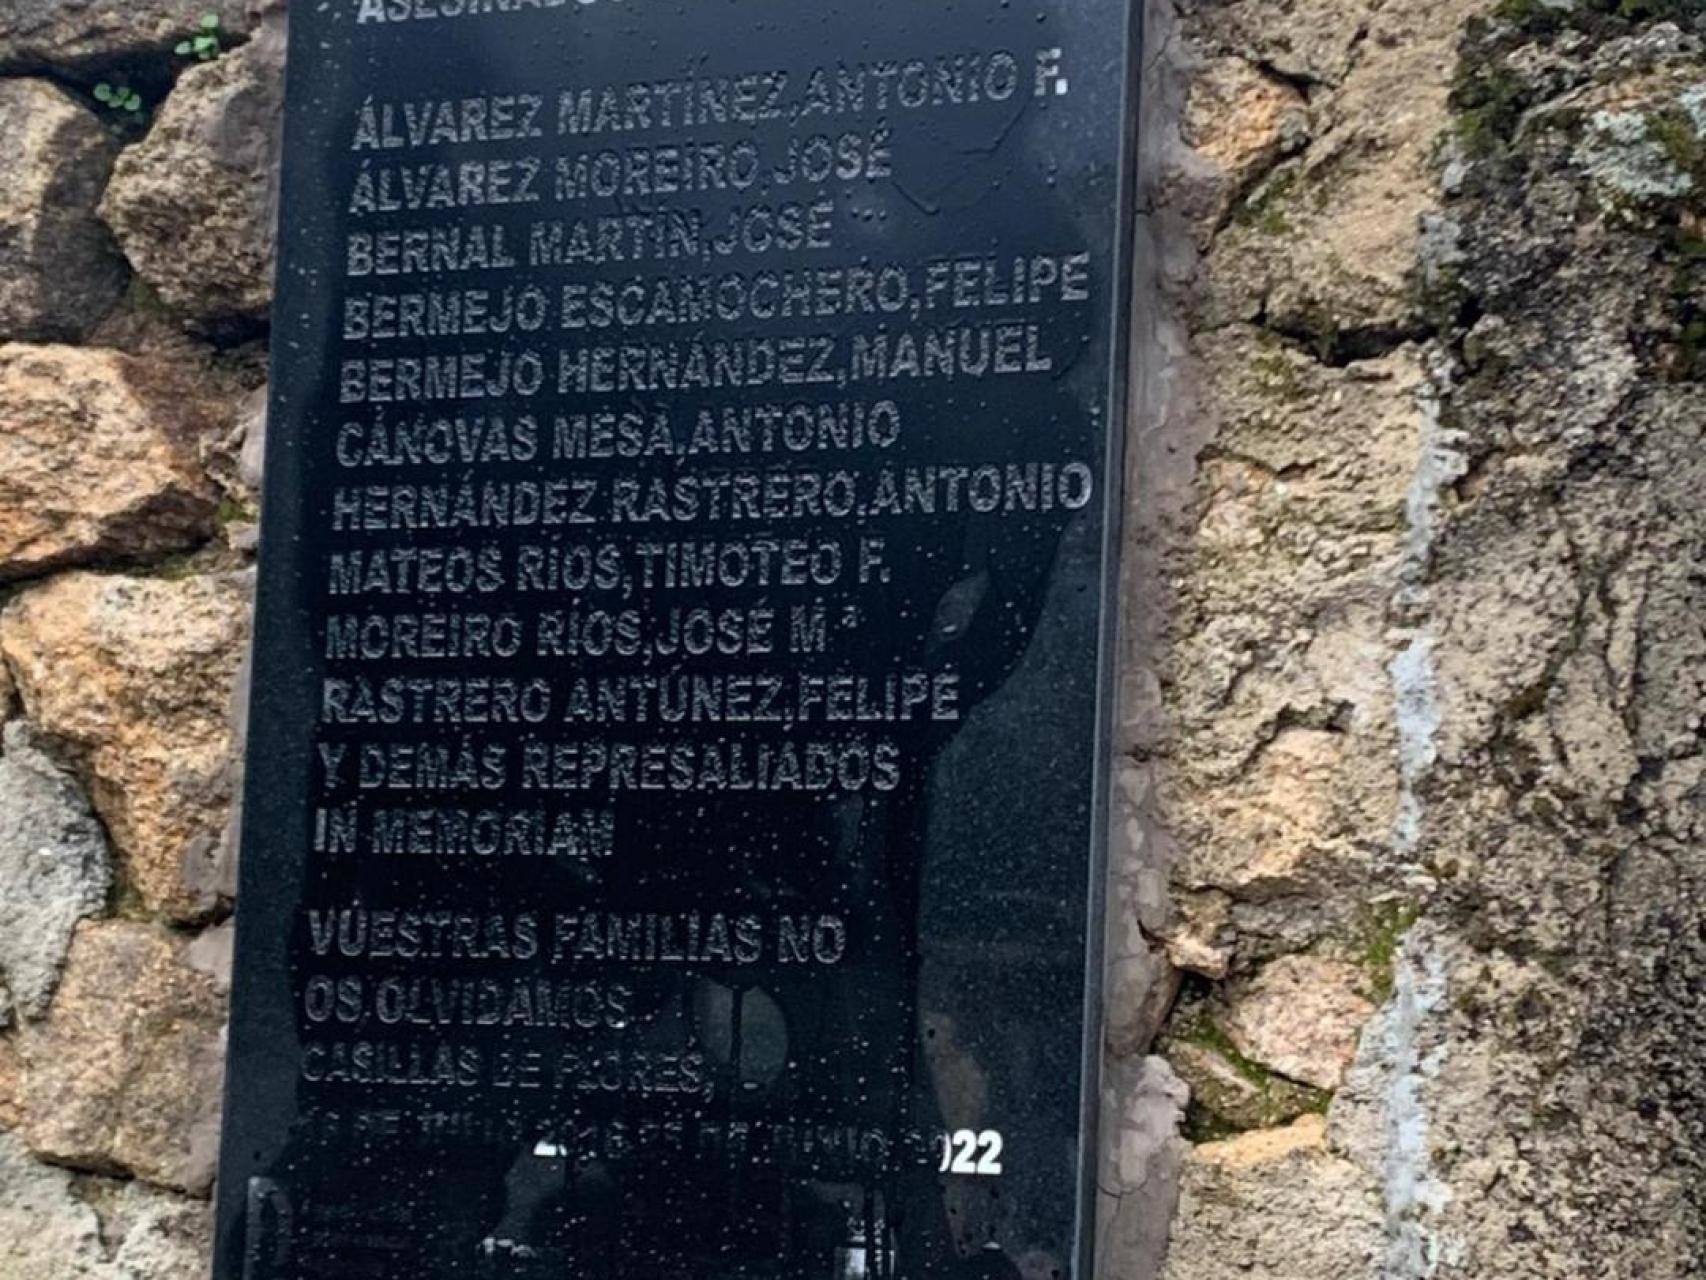 ÁLVAREZ MARTÍNEZ,ANTONIO F.
ÁLVAREZ MOREIRO,JOSÉ
BERNAL MARTÍN,JOSÉ
BERMEJO ESCAMOCHERO,FELIPE
BERMEJO HERNÁNDEZ,MANUEL
CÁNOVAS MESA,ANTONIO
HERNÁNDEZ RASTRERO,ANTONIO
MATEOS RÍOS,TIMOTEO F.
MOREIRO RÍOS,JOSÉ Mª
RASTRERO ANTÚNEZ,FELIPE
Y DEMÁS REPRESALIADOS
IN MEMORIAM
VUESTRAS FAMILIAS NO
OS OLVIDAMOS
CASILLAS DE FLORES,
DE JUNIO 2022